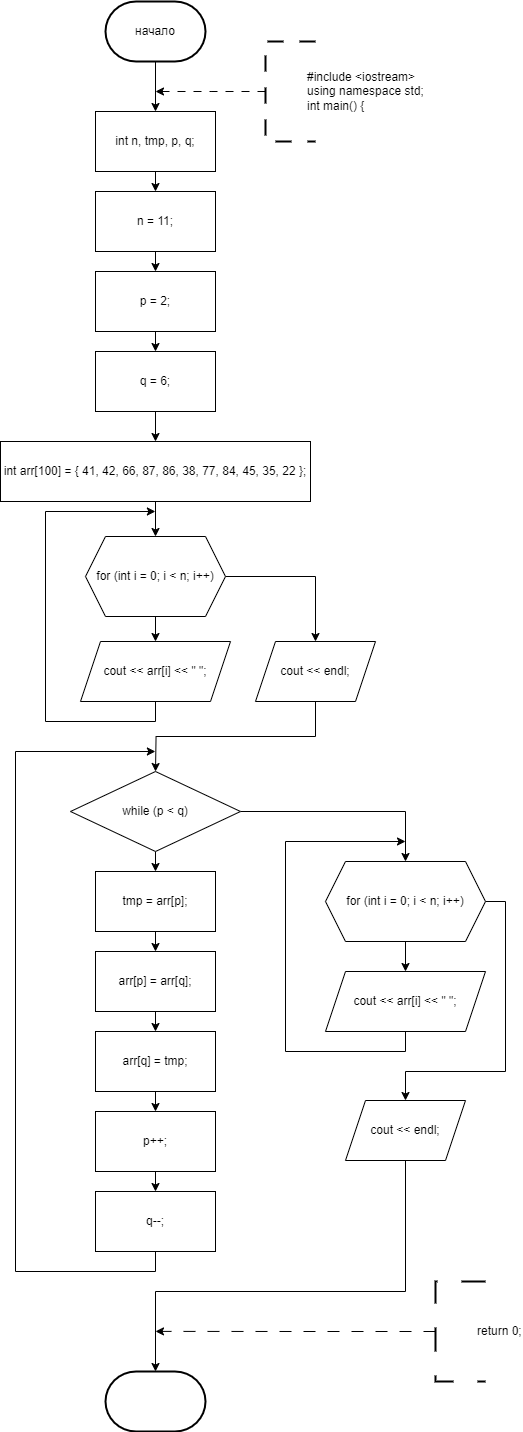 начало
#include <iostream>
using namespace std;
int main() {
int n, tmp, p, q;
n = 11;
p = 2;
q = 6;
int arr[100] = { 41, 42, 66, 87, 86, 38, 77, 84, 45, 35, 22 };
for (int i = 0; i < n; i++)
cout << arr[i] << " ";
cout << endl;
while (p < q)
tmp = arr[p];
for (int i = 0; i < n; i++)
arr[p] = arr[q];
cout << arr[i] << " ";
arr[q] = tmp;
p++;
cout << endl;
q--;
return 0;